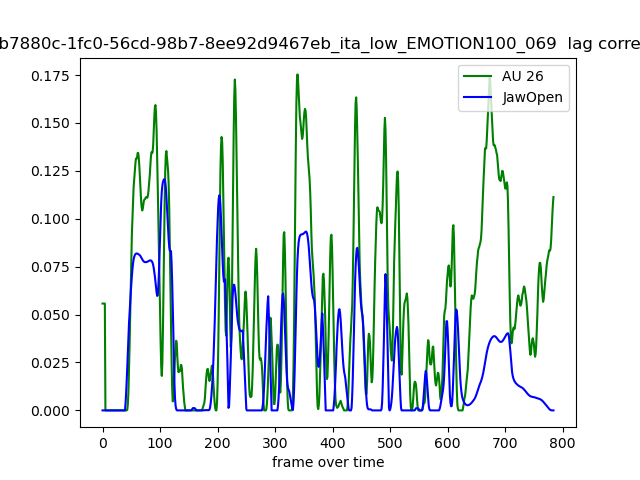 b7880c-1fc0-56cd-98b7-8ee92d9467eb_ita_low_EMOTION100_069 lag corre
AU 26
JawOpen
0.175
0.150
0.125
0.100
0.075
0.050
0.025
0.000
0 100 200 300 400 500 600 700 800
frame over time